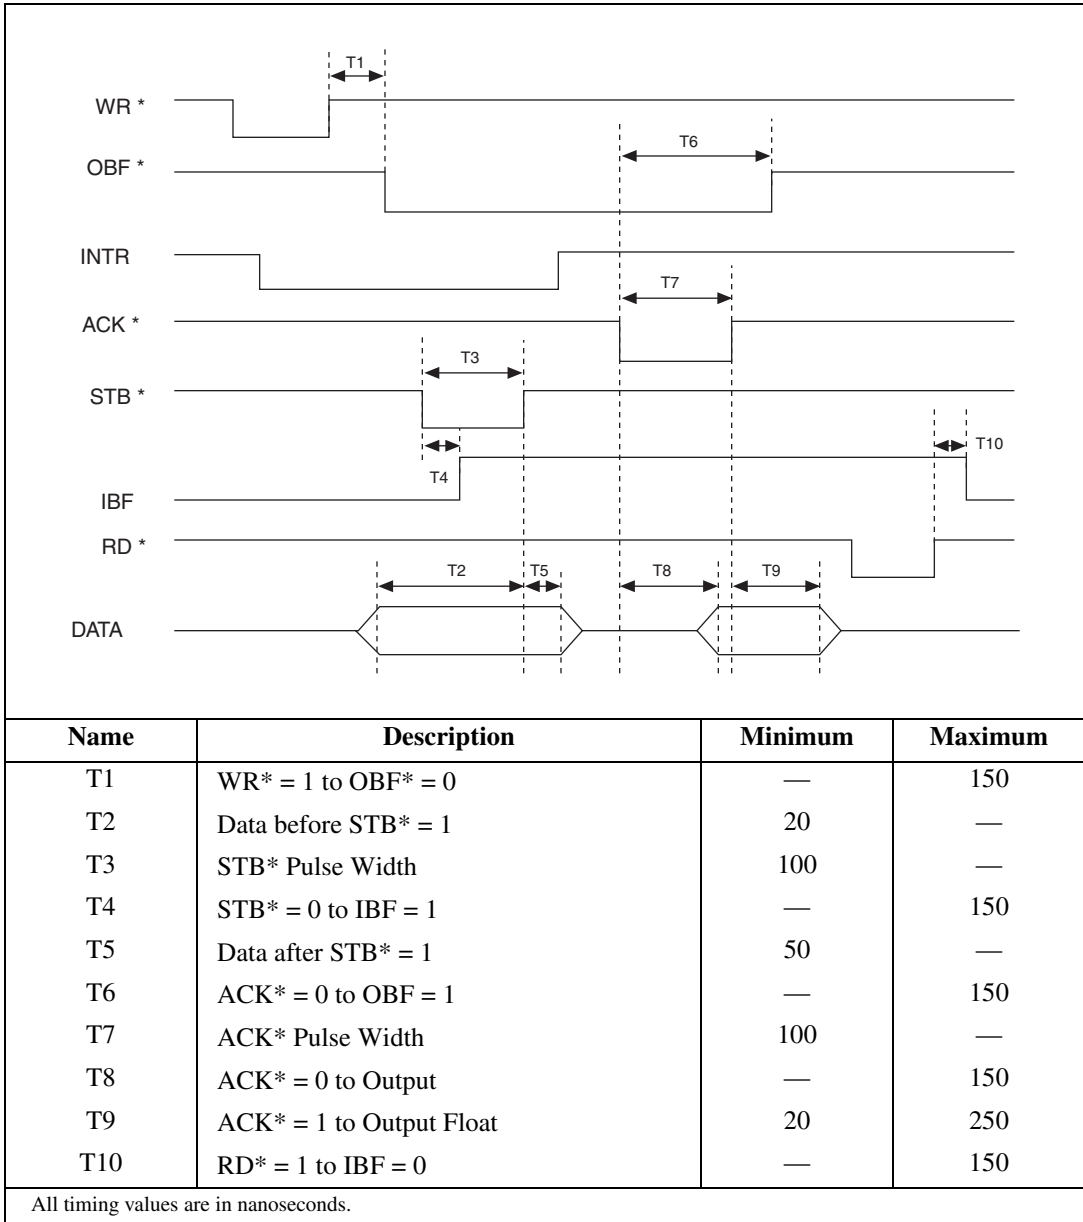 T1
WR *
T6
OBF *
INTR
T7
ACK *
T3
STB *
T10
T4
IBF
RD *
T2 T5 T8 T9
DATA
Name Description Minimum Maximum
T1 WR* = 1 to OBF* = 0 — 150
T2 Data before STB* = 1 20 —
T3 STB* Pulse Width 100 —
T4 STB* = 0 to IBF = 1 — 150
T5 Data after STB* = 1 50 —
T6 ACK* = 0 to OBF = 1 — 150
T7 ACK* Pulse Width 100 —
T8 ACK* = 0 to Output — 150
T9 ACK* = 1 to Output Float 20 250
T10 RD* = 1 to IBF = 0 — 150
All timing values are in nanoseconds.